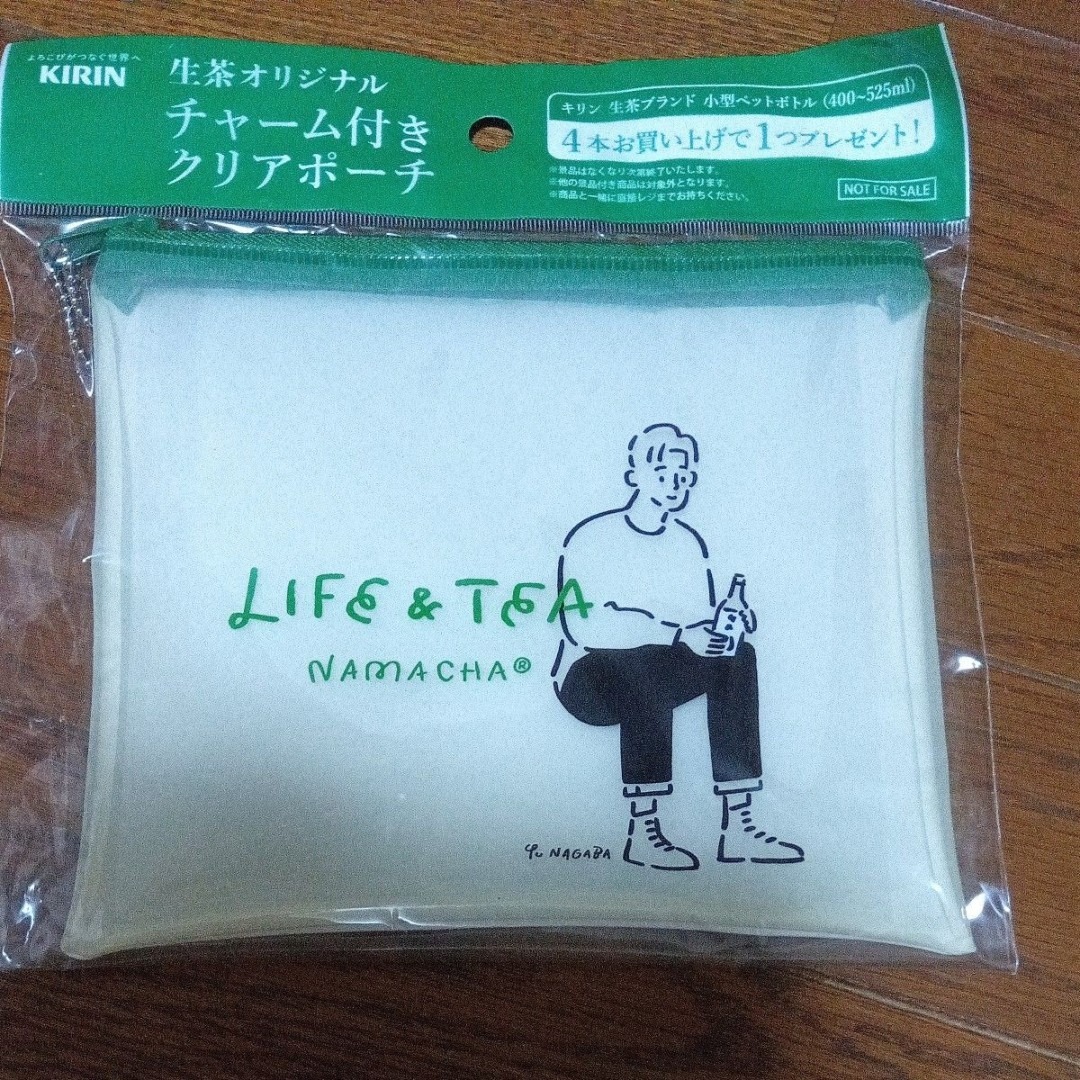 よろこびがつなぐ世界へ
KIRIN
生茶オリジナル
チャーム付き
クリアポーチ
キリン 生茶ブランド 小型ペットボトル(400~525ml)
4本お買い上げで1つプレゼント!
※景品はなくなり次第終了いたします。
※他の景品付き商品は対象外となります。
※商品と一緒に直接レジまでお持ちください。
NOT FOR SALE
LIFE & TEA
NAMACHA®
Yu NAGABA